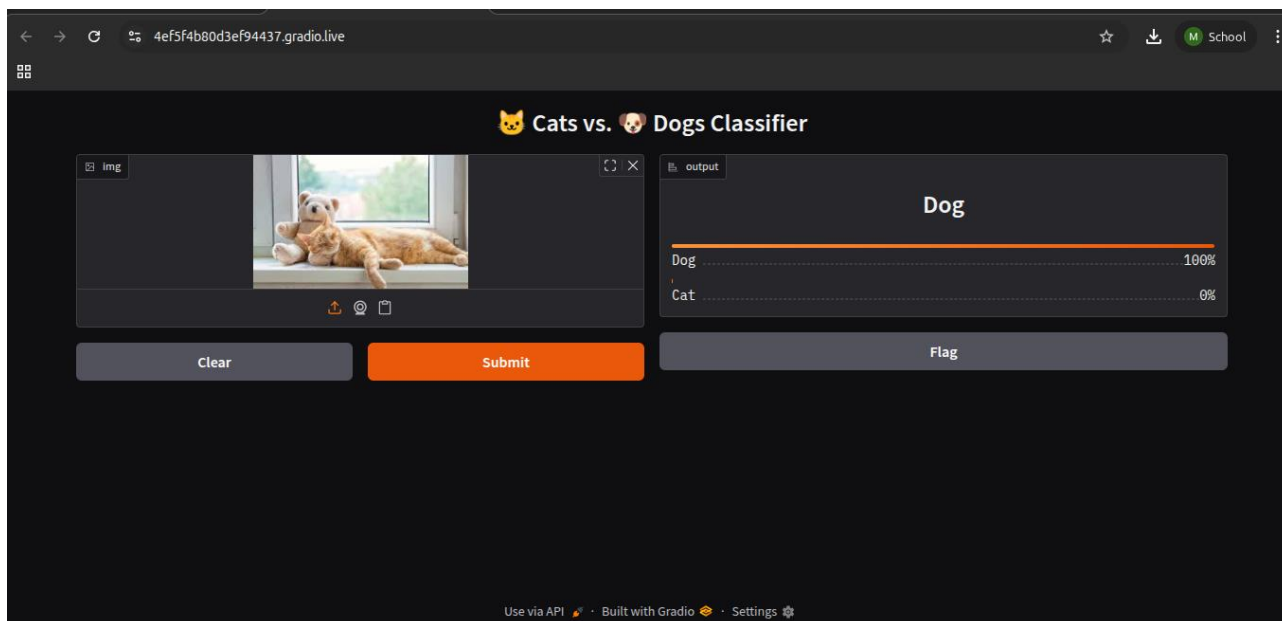 4ef5f4b80d3ef94437.gradio.live
M School
🐱 Cats vs. 🐶 Dogs Classifier
img
Clear
Submit
output
Dog
Dog 100%
Cat 0%
Flag
Use via API 🚀 · Built with Gradio · Settings ⚙️